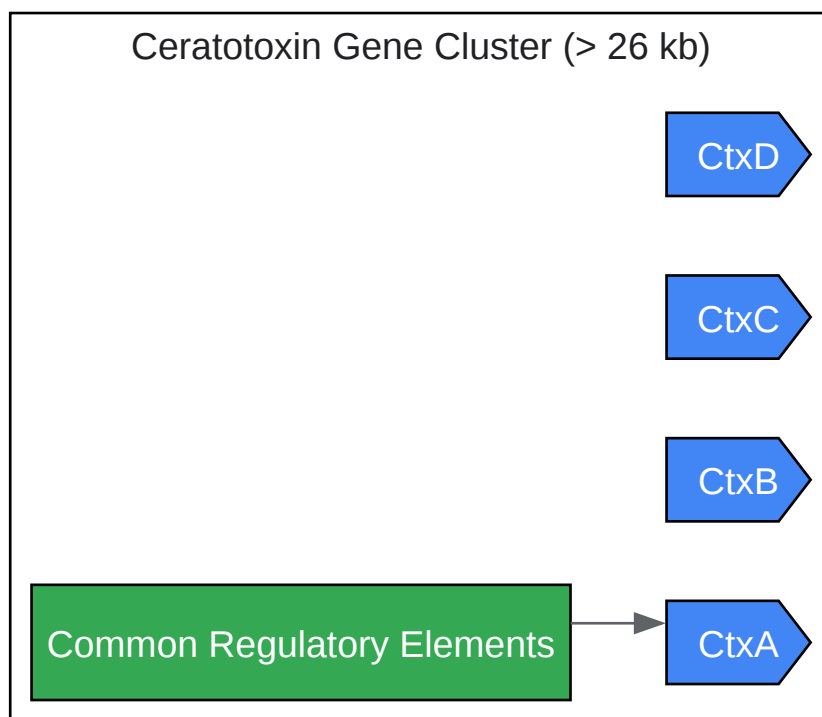 Ceratotoxin Gene Cluster (> 26 kb)
CtxD
CtxC
CtxB
Common Regulatory Elements
CtxA